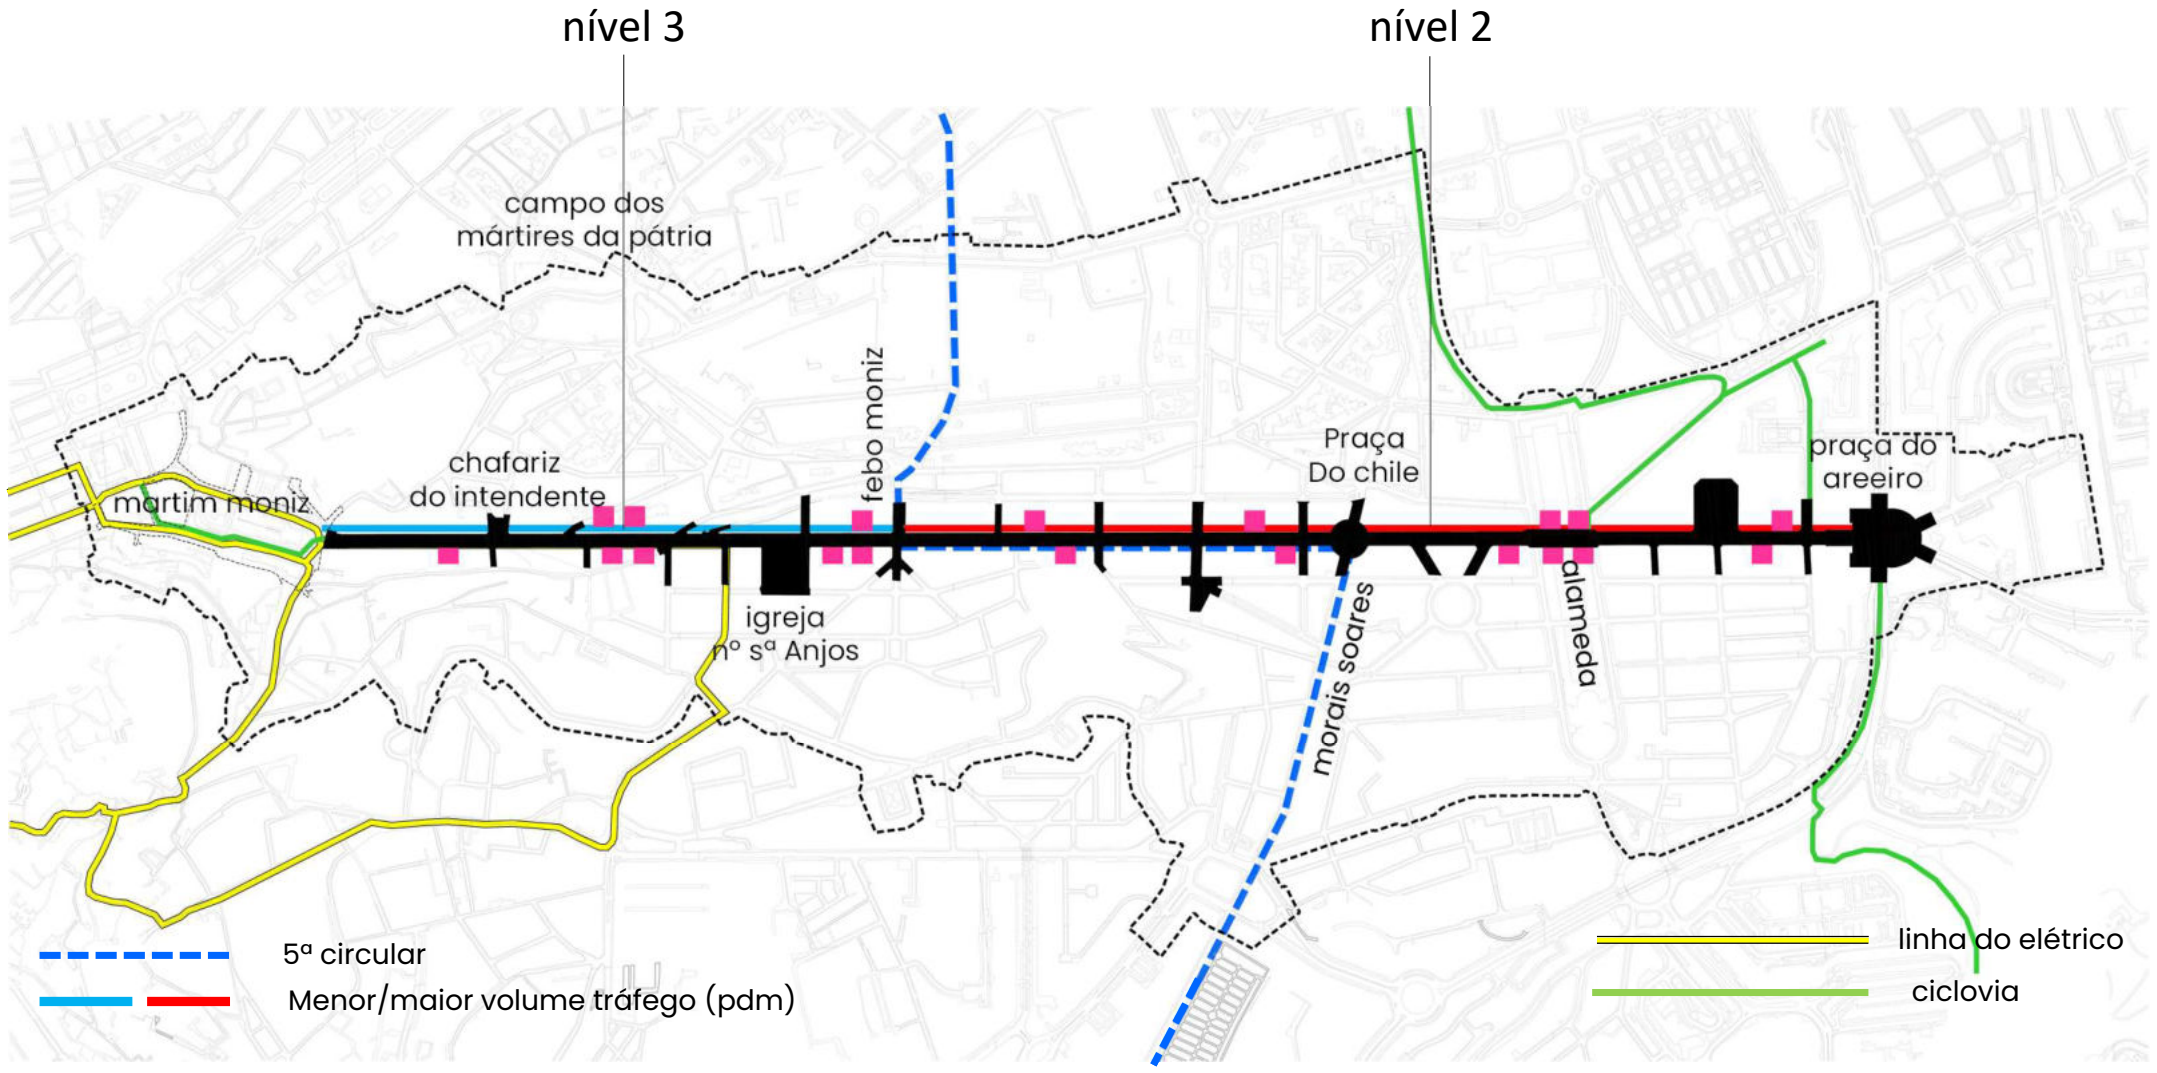 nível 3
nível 2
campo dos
mártires da pátria
febo moniz
Praça
Do chile
praça do
areeiro
chafariz
do intendente
martim moniz
igreja
nº sª Anjos
morais soares
alameda
5ª circular
Menor/maior volume tráfego (pdm)
linha do elétrico
ciclovia